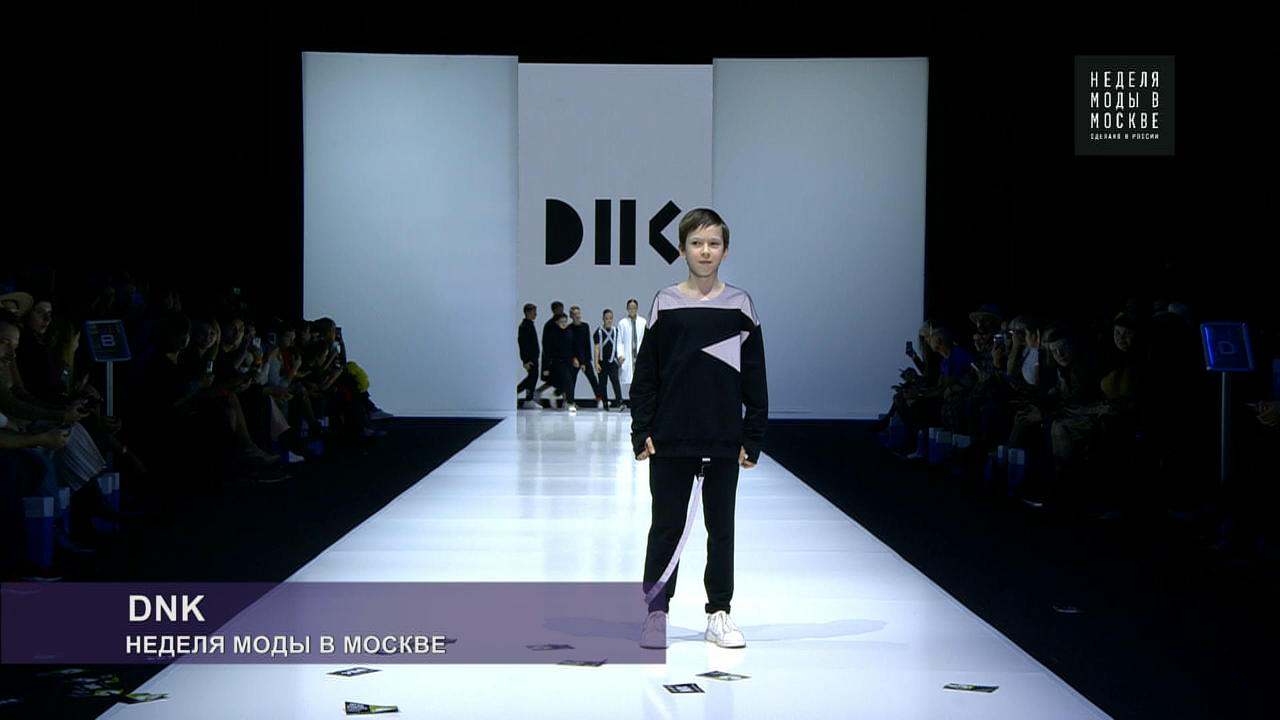 НЕДЕЛЯ
МОДЫ В
МОСКВЕ
СДЕЛАНО В РОССИИ
DNK
B
D
DNK
НЕДЕЛЯ МОДЫ В МОСКВЕ